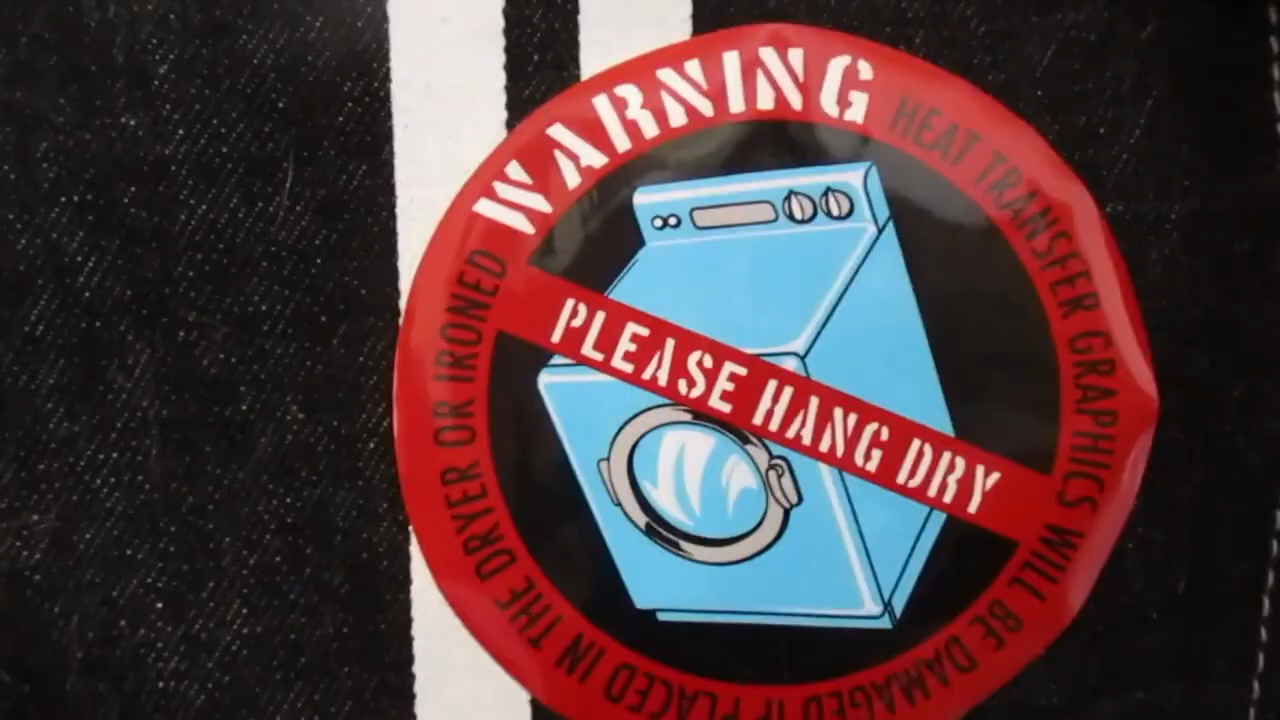 WARNING
HEAT TRANSFER GRAPHICS WILL BE DAMAGED IF PLACED IN THE DRYER OR IRONED
PLEASE HANG DRY